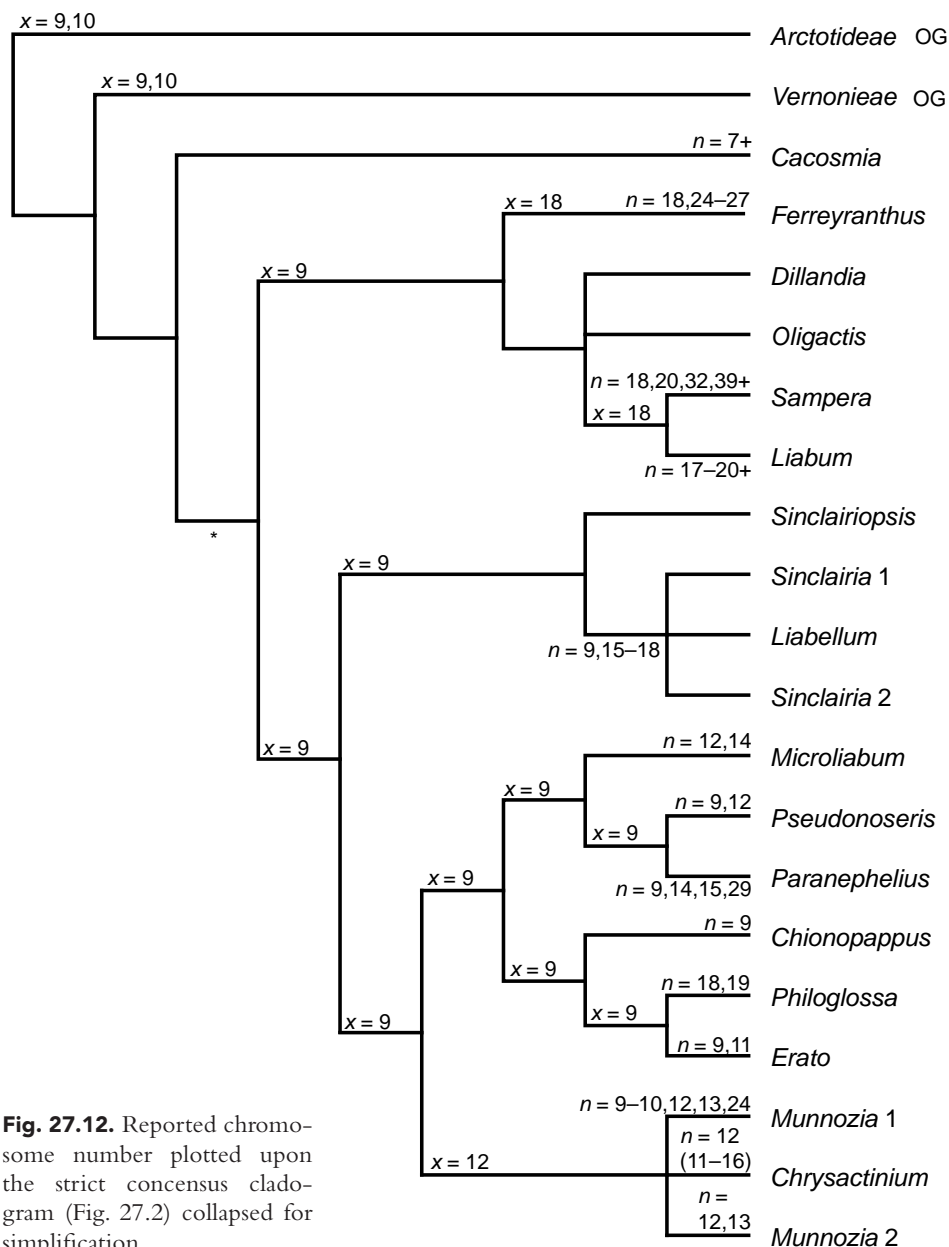 x = 9,10
Arctotideae OG
x = 9,10
Vernonieae OG
n = 7+
Cacosmia
x = 18
n = 18,24–27
Ferreyranthus
x = 9
Dillandia
Oligactis
n = 18,20,32,39+
Sampera
x = 18
Liabum
n = 17–20+
Sinclairiopsis
*
x = 9
Sinclairia 1
Liabellum
n = 9,15–18
Sinclairia 2
x = 9
n = 12,14
Microliabum
x = 9
n = 9,12
Pseudonoseris
x = 9
x = 9
Paranephelius
n = 9,14,15,29
n = 9
Chionopappus
x = 9
n = 18,19
Philoglossa
x = 9
x = 9
n = 9,11
Erato
n = 9–10,12,13,24
Munnozia 1
n = 12
(11–16)
x = 12
Chrysactinium
n =
12,13
Munnozia 2
Fig. 27.12. Reported chromo-
some number plotted upon
the strict concensus clado-
gram (Fig. 27.2) collapsed for
simplification